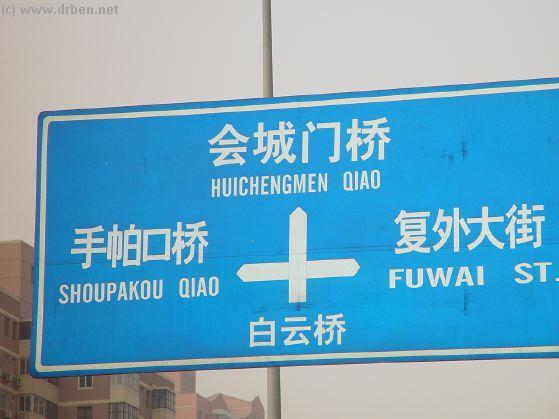 (c) www.drben.net
会城门桥
HUICHENGMEN QIAO
手帕口桥
SHOUPAKOU QIAO
复外大街
FUWAI ST.
白云桥